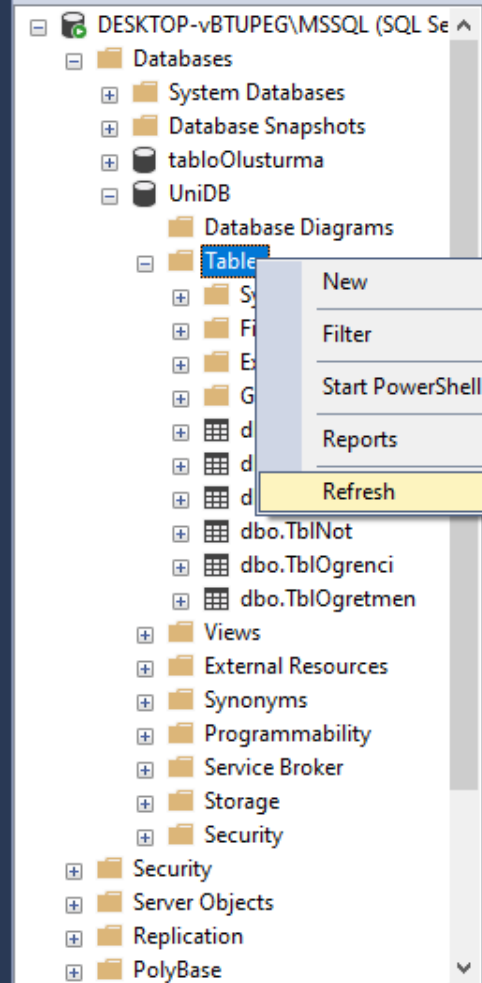 DESKTOP-vBTUPEG\MSSQL (SQL Se
Databases
System Databases
Database Snapshots
tabloOlusturma
UniDB
Database Diagrams
Table
New
Filter
Start PowerShell
Reports
Refresh
dbo.TblNot
dbo.TblOgrenci
dbo.TblOgretmen
Views
External Resources
Synonyms
Programmability
Service Broker
Storage
Security
Security
Server Objects
Replication
PolyBase